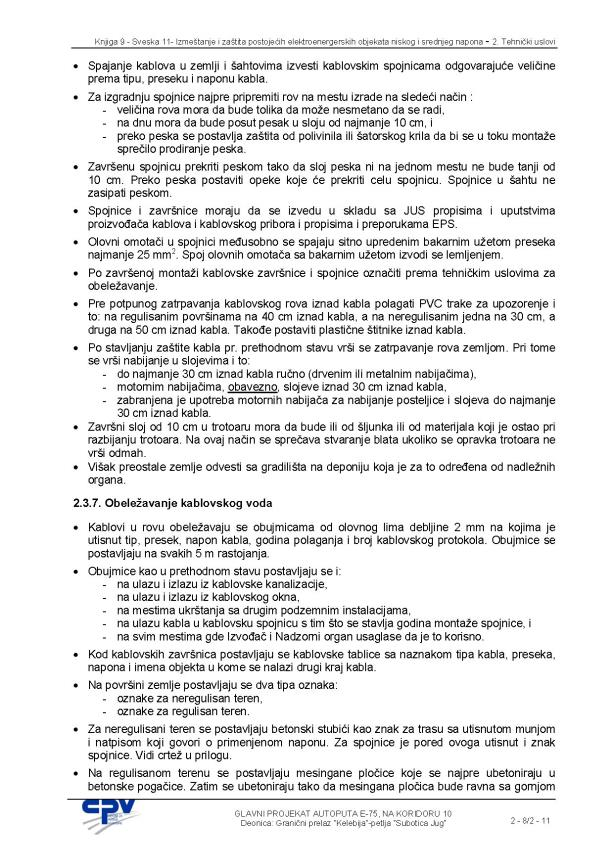 Knjiga 9 - Sveska 11- Izmeštanje i zaštita postojećih elektroenergerskih objekata niskog i srednjeg napona - 2. Tehnički uslovi
• Spajanje kablova u zemlji i šahtovima izvesti kablovskim spojnicama odgovarajuće veličine
prema tipu, preseku i naponu kabla.
• Za izgradnju spojnice najpre pripremiti rov na mestu izrade na sledeći način :
- veličina rova mora da bude tolika da može nesmetano da se radi,
- na dnu mora da bude posut pesak u sloju od najmanje 10 cm, i
- preko peska se postavlja zaštita od polivinila ili šatorskog krila da bi se u toku montaže
sprečilo prodiranje peska.
• Završenu spojnicu prekriti peskom tako da sloj peska ni na jednom mestu ne bude tanji od
10 cm. Preko peska postaviti opeke koje će prekriti celu spojnicu. Spojnice u šahtu ne
zasipati peskom.
• Spojnice i završnice moraju da se izvedu u skladu sa JUS propisima i uputstvima
proizvođača kablova i kablovskog pribora i propisima i preporukama EPS.
• Olovni omotači u spojnici međusobno se spajaju sitno upredenim bakarnim užetom preseka
najmanje 25 mm². Spoj olovnih omotača sa bakarnim užetom izvodi se lemljenjem.
• Po završenoj montaži kablovske završnice i spojnice označiti prema tehničkim uslovima za
obeležavanje.
• Pre potpunog zatrpavanja kablovskog rova iznad kabla polagati PVC trake za upozorenje i
to: na regulisanim površinama na 40 cm iznad kabla, a na neregulisanim jedna na 30 cm, a
druga na 50 cm iznad kabla. Takođe postaviti plastične štitnike iznad kabla.
• Po stavljanju zaštite kabla pr. prethodnom stavu vrši se zatrpavanje rova zemljom. Pri tome
se vrši nabijanje u slojevima i to:
- do najmanje 30 cm iznad kabla ručno (drvenim ili metalnim nabijačima),
- motornim nabijačima, obavezno, slojeve iznad 30 cm iznad kabla,
- zabranjena je upotreba motornih nabijača za nabijanje posteljice i slojeva do najmanje
30 cm iznad kabla.
• Završni sloj od 10 cm u trotoaru mora da bude ili od šljunka ili od materijala koji je ostao pri
razbijanju trotoara. Na ovaj način se sprečava stvaranje blata ukoliko se opravka trotoara ne
vrši odmah.
• Višak preostale zemlje odvesti sa gradilišta na deponiju koja je za to određena od nadležnih
organa.
2.3.7. Obeležavanje kablovskog voda
• Kablovi u rovu obeležavaju se obujmicama od olovnog lima debljine 2 mm na kojima je
utisnut tip, presek, napon kabla, godina polaganja i broj kablovskog protokola. Obujmice se
postavljaju na svakih 5 m rastojanja.
• Obujmice kao u prethodnom stavu postavljaju se i:
- na ulazu i izlazu iz kablovske kanalizacije,
- na ulazu i izlazu iz kablovskog okna,
- na mestima ukrštanja sa drugim podzemnim instalacijama,
- na ulazu kabla u kablovsku spojnicu s tim što se stavlja godina montaže spojnice, i
- na svim mestima gde Izvođač i Nadzorni organ usaglase da je to korisno.
• Kod kablovskih završnica postavljaju se kablovske tablice sa naznakom tipa kabla, preseka,
napona i imena objekta u kome se nalazi drugi kraj kabla.
• Na površini zemlje postavljaju se dva tipa oznaka:
- oznake za neregulisan teren,
- oznake za regulisan teren.
• Za neregulisani teren se postavljaju betonski stubići kao znak za trasu sa utisnutom munjom
i natpisom koji govori o primenjenom naponu. Za spojnice je pored ovoga utisnut i znak
spojnice. Vidi crtež u prilogu.
• Na regulisanom terenu se postavljaju mesingane pločice koje se najpre ubetoniraju u
betonske pogačice. Zatim se ubetoniraju tako da mesingana pločica bude ravna sa gornjom
cpv
GLAVNI PROJEKAT AUTOPUTA E-75, NA KORIDORU 10
Deonica: Granični prelaz "Kelebija"-petlja "Subotica Jug"
2 - 8/2 - 11